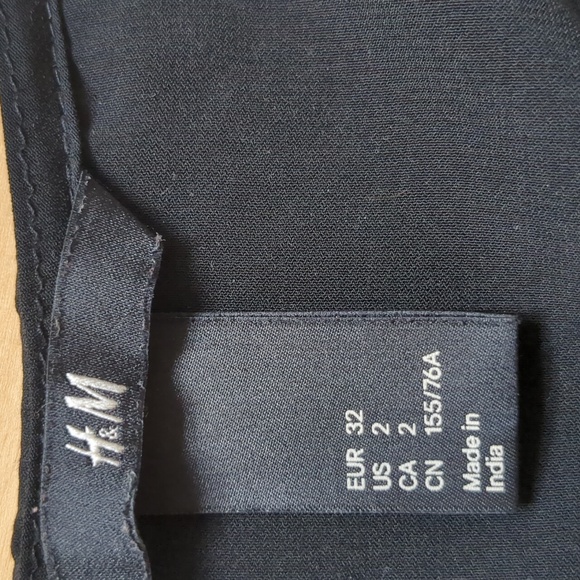 H&M
EUR 32
US 2
CA 2
CN 155/76A
Made in
India